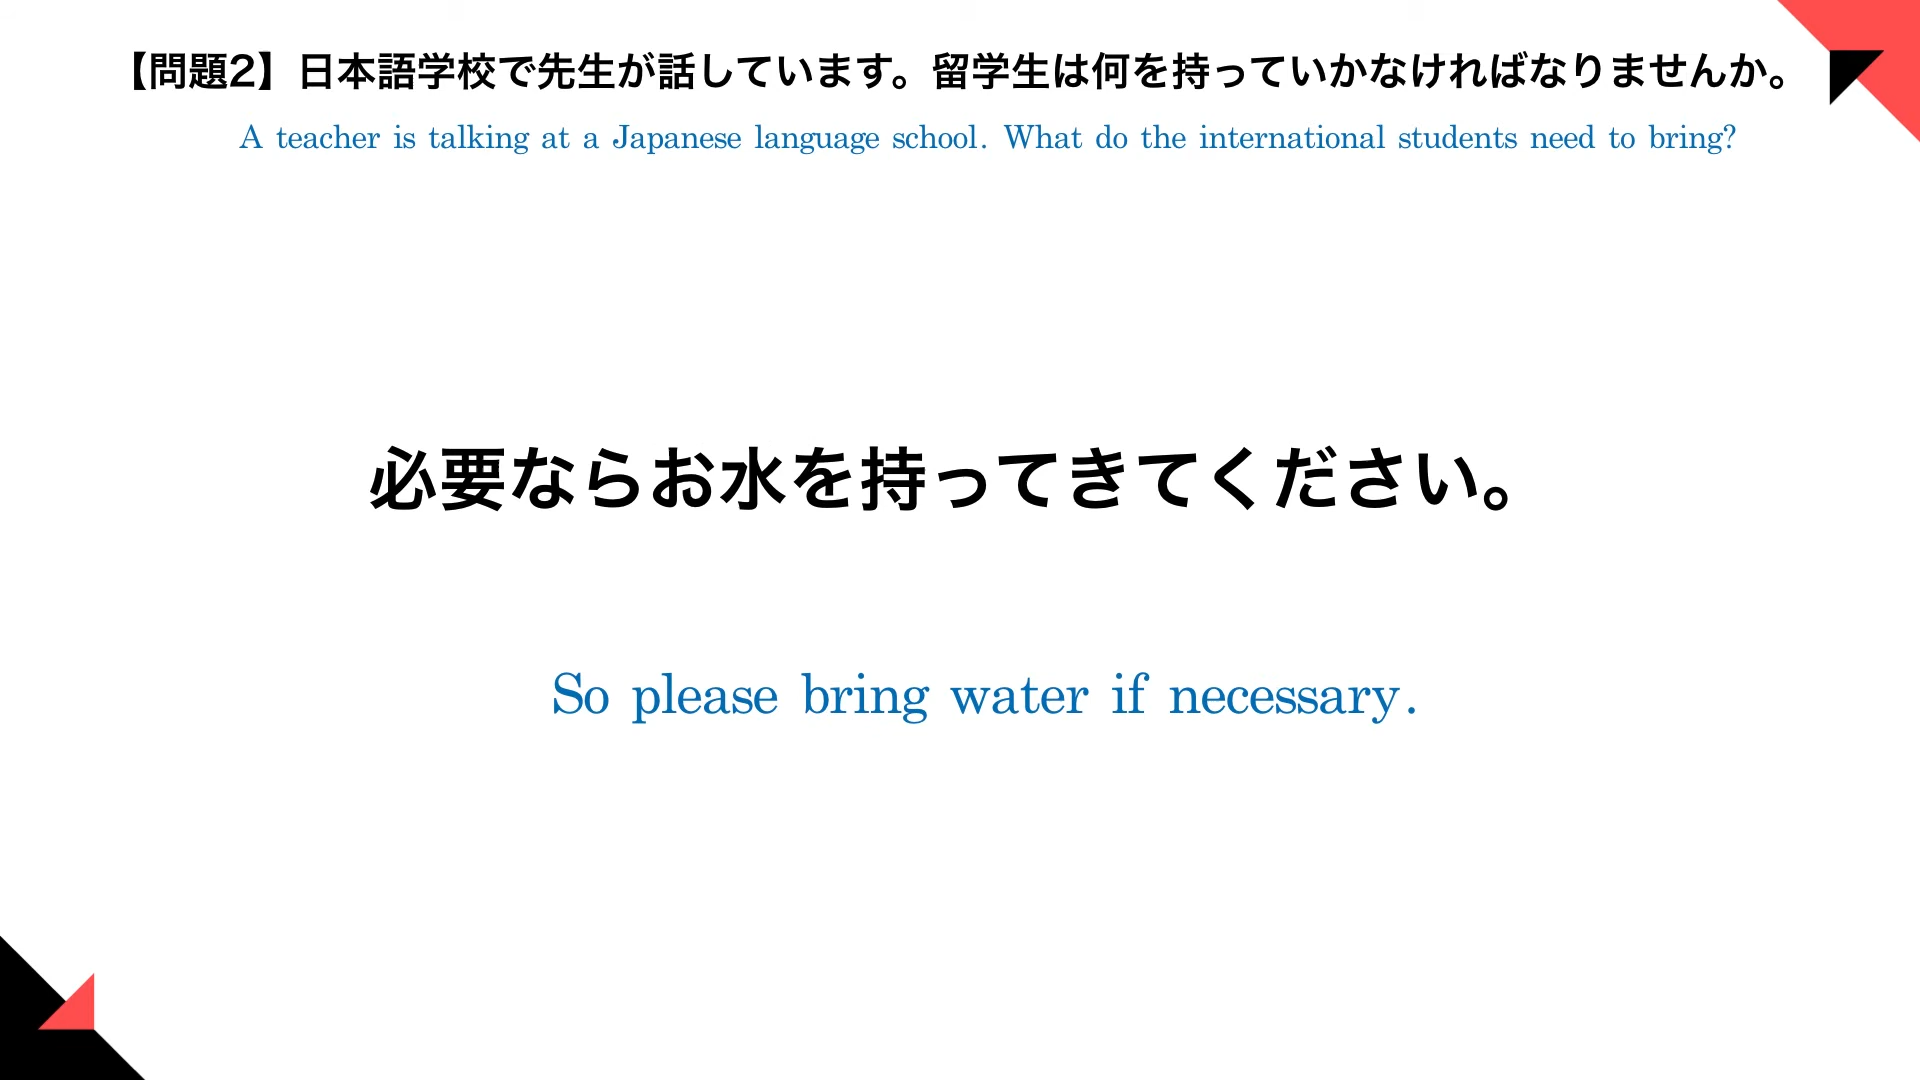 【問題2】日本語学校で先生が話しています。留学生は何を持っていかなければなりませんか。
A teacher is talking at a Japanese language school. What do the international students need to bring?
必要ならお水を持ってきてください。
So please bring water if necessary.